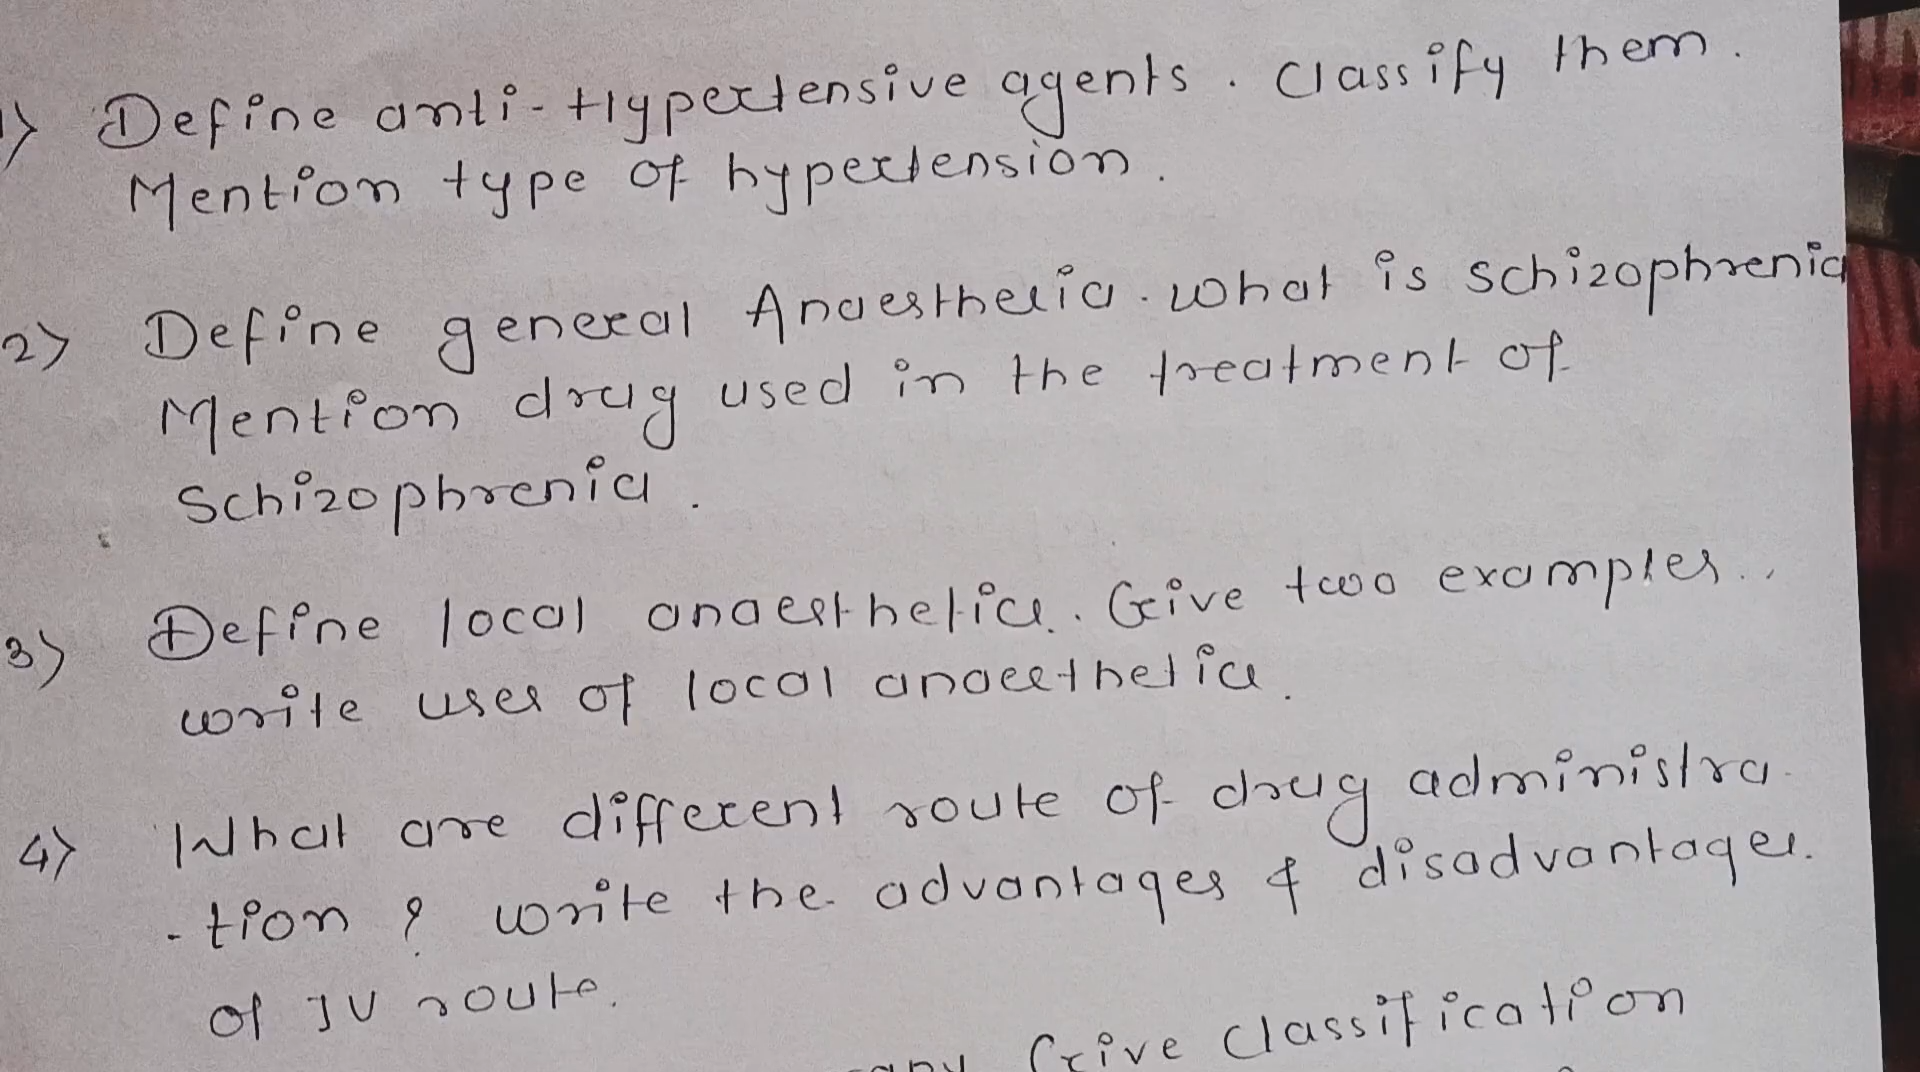 1) Define anti-Hypertensive agents. Classify them.
Mention type of hypertension.
2) Define general Anaesthesia. What is schizophrenia
Mention drug used in the treatment of
Schizophrenia.
3) Define local anaesthetics. Give two examples..
write uses of local anaesthetics.
4) What are different route of drug administra-
-tion? write the advantages & disadvantages.
of IV route.
Give classification